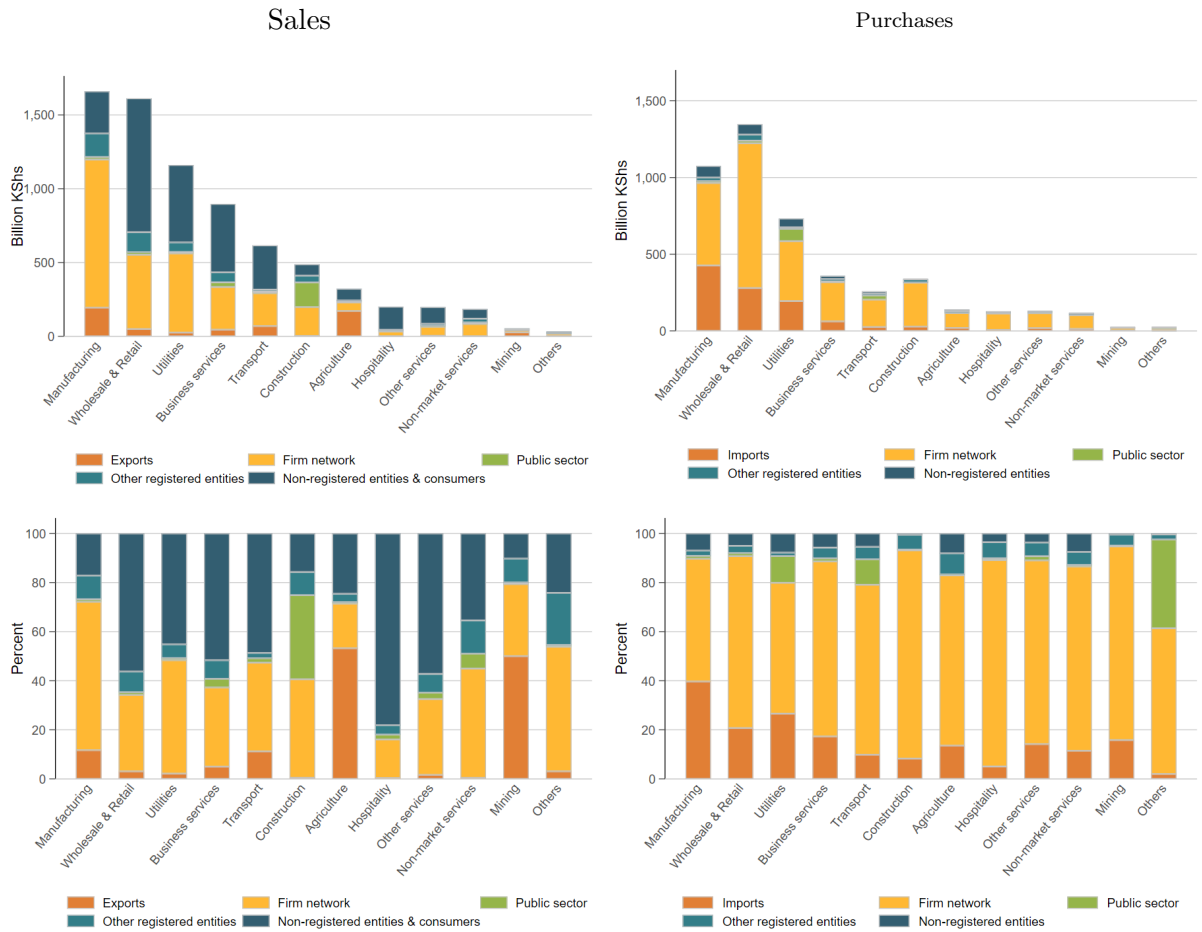 Sales
Billion KShs
1,500
1,000
500
0
Manufacturing
Wholesale & Retail
Utilities
Business services
Transport
Construction
Agriculture
Hospitality
Other services
Non-market services
Mining
Others
Exports
Firm network
Public sector
Other registered entities
Non-registered entities & consumers
Purchases
Billion KShs
1,500
1,000
500
0
Manufacturing
Wholesale & Retail
Utilities
Business services
Transport
Construction
Agriculture
Hospitality
Other services
Non-market services
Mining
Others
Imports
Firm network
Public sector
Other registered entities
Non-registered entities
Percent
100
80
60
40
20
0
Manufacturing
Wholesale & Retail
Utilities
Business services
Transport
Construction
Agriculture
Hospitality
Other services
Non-market services
Mining
Others
Exports
Firm network
Public sector
Other registered entities
Non-registered entities & consumers
Percent
100
80
60
40
20
0
Manufacturing
Wholesale & Retail
Utilities
Business services
Transport
Construction
Agriculture
Hospitality
Other services
Non-market services
Mining
Others
Imports
Firm network
Public sector
Other registered entities
Non-registered entities